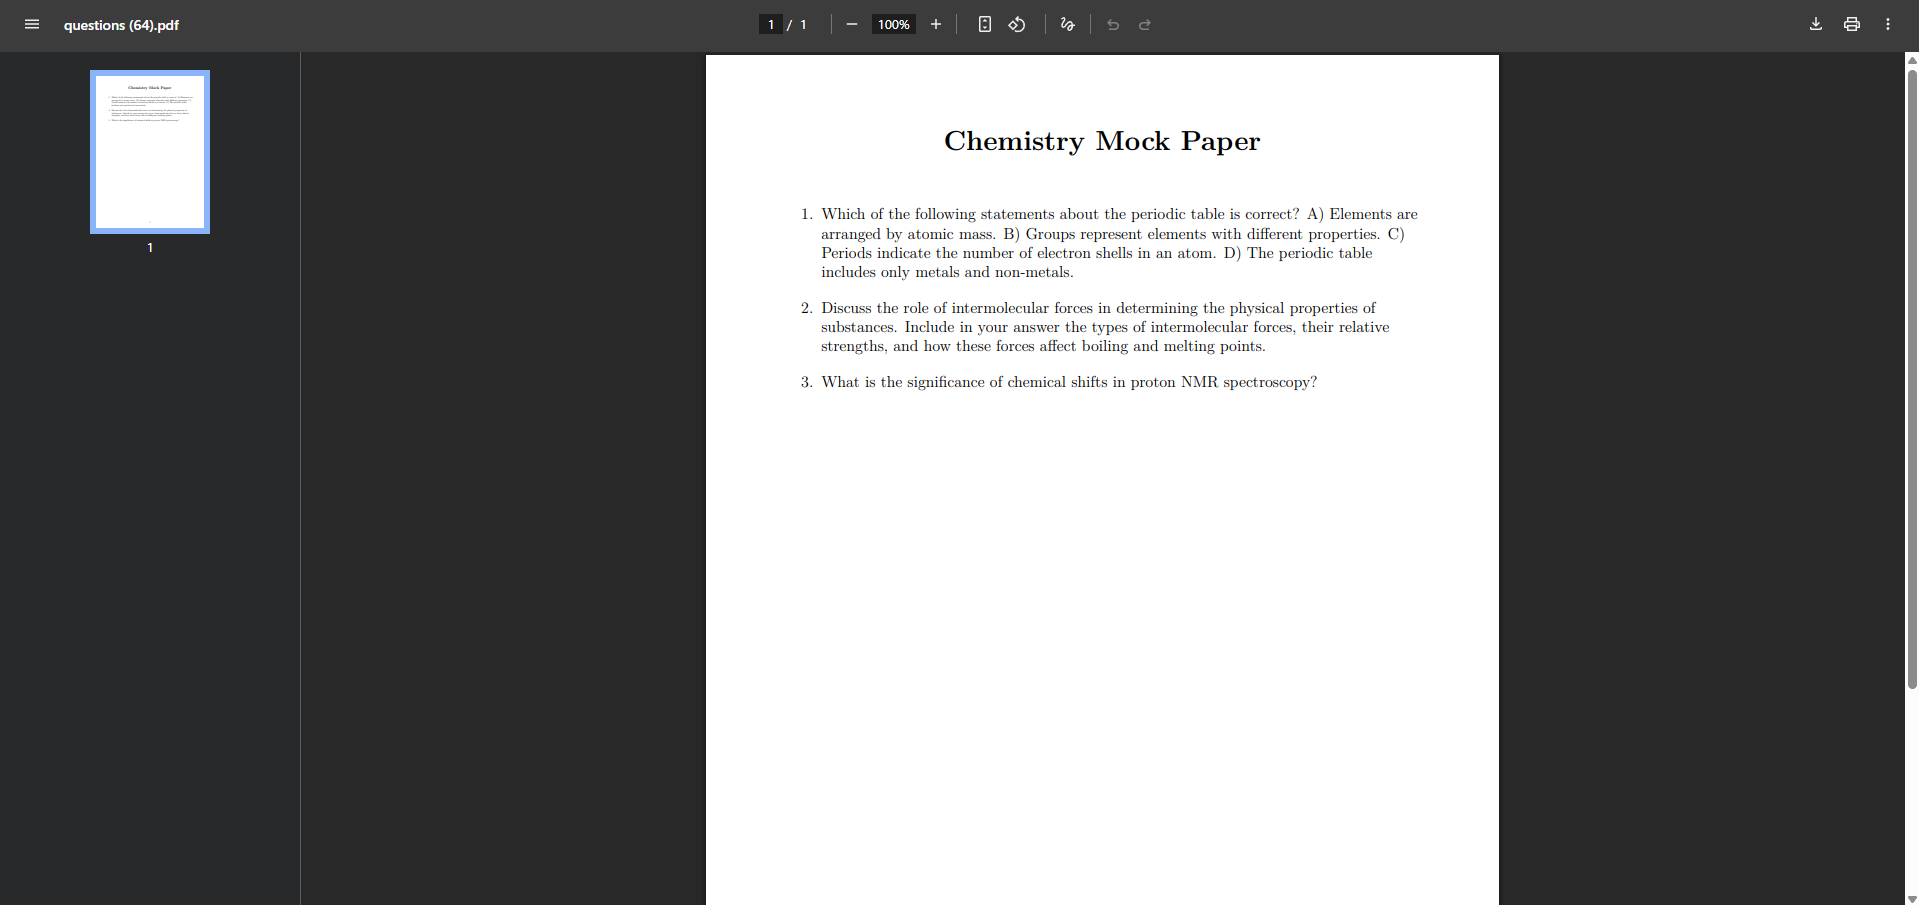 questions (64).pdf
1 / 1
100%
1
Chemistry Mock Paper
1. Which of the following statements about the periodic table is correct? A) Elements are
arranged by atomic mass. B) Groups represent elements with different properties. C)
Periods indicate the number of electron shells in an atom. D) The periodic table
includes only metals and non-metals.
2. Discuss the role of intermolecular forces in determining the physical properties of
substances. Include in your answer the types of intermolecular forces, their relative
strengths, and how these forces affect boiling and melting points.
3. What is the significance of chemical shifts in proton NMR spectroscopy?